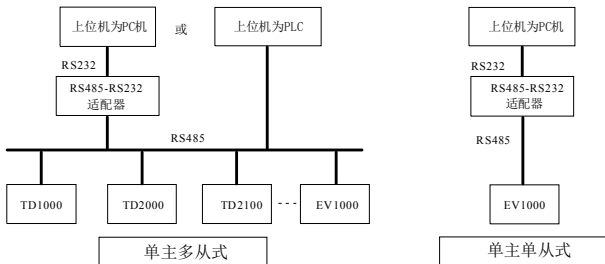 上位机为PC机
或
上位机为PLC
RS232
RS485-RS232
适配器
RS485
TD1000
TD2000
TD2100
---
EV1000
单主多从式
上位机为PC机
RS232
RS485-RS232
适配器
RS485
EV1000
单主单从式